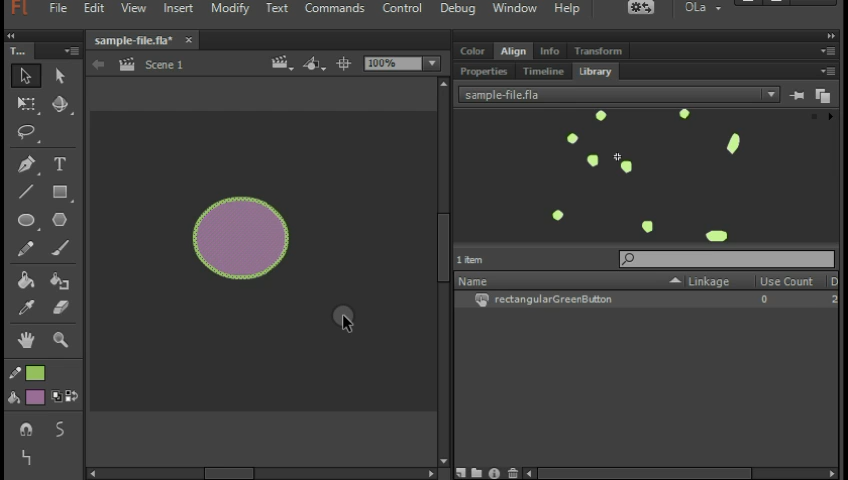 Fl File Edit View Insert Modify Text Commands Control Debug Window Help OLa
T... sample-file.fla* × Color Align Info Transform
Scene 1 100% Properties Timeline Library
sample-file.fla
T
1 item
Name Linkage Use Count D
rectangularGreenButton 0 2